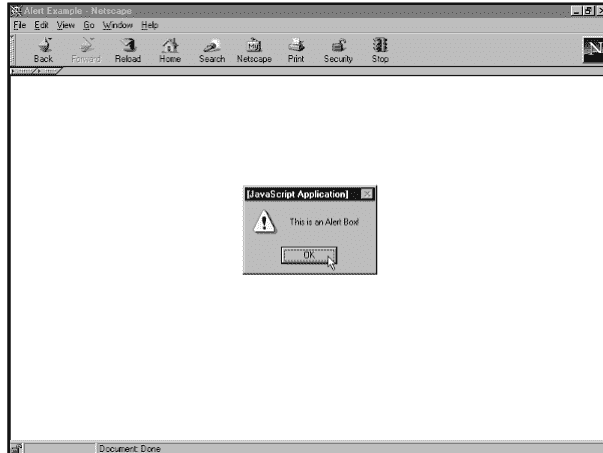 Alert Example - Netscape
File Edit View Go Window Help
Back Forward Reload Home Search Netscape Print Security Stop
N
[JavaScript Application]
This is an Alert Box!
OK
Document: Done